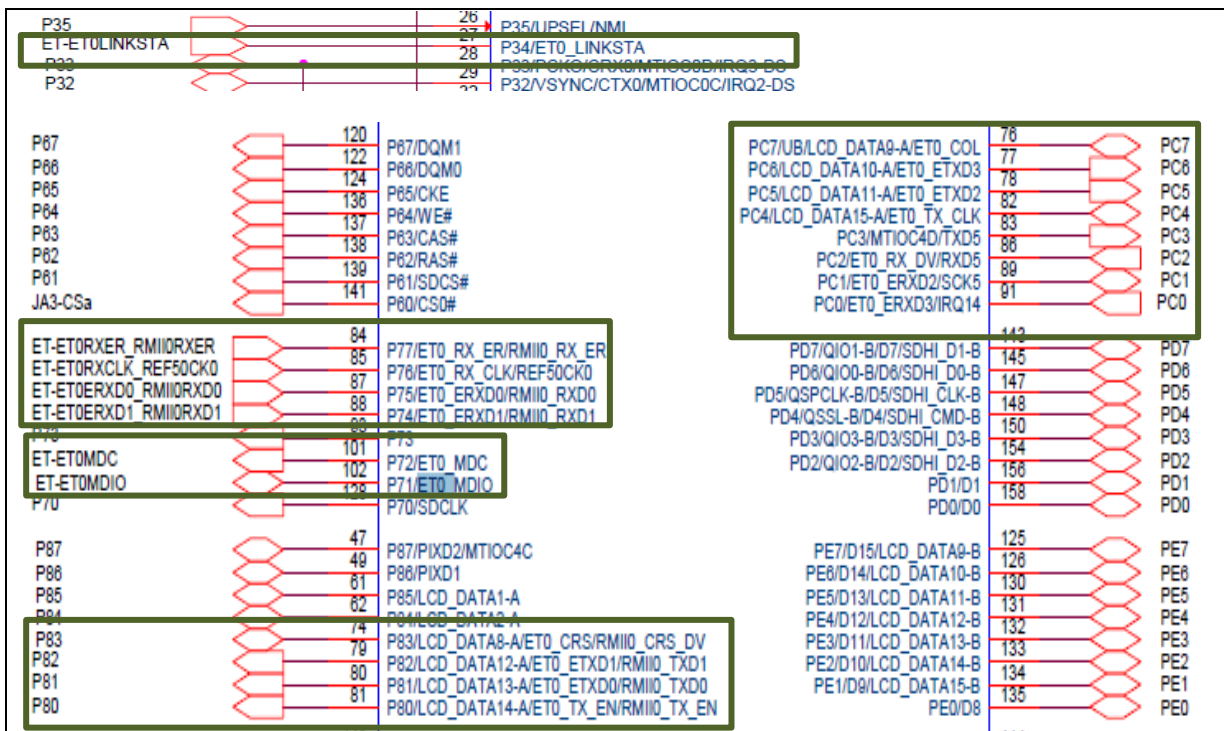 P35 26 P35/UPSEL/NMI
ET-ET0LINKSTA 27 P34/ET0_LINKSTA
P33 28 P33/PCKO/CRX0/MTIOC0D/IRQ3-DS
P32 29 P32/VSYNC/CTX0/MTIOC0C/IRQ2-DS
P67 120 P67/DQM1
P66 122 P66/DQM0
P65 124 P65/CKE
P64 136 P64/WE#
P63 137 P63/CAS#
P62 138 P62/RAS#
P61 139 P61/SDCS#
JA3-CSa 141 P60/CS0#
ET-ET0RXER_RMII0RXER 84 P77/ET0_RX_ER/RMII0_RX_ER
ET-ET0RXCLK_REF50CK0 85 P76/ET0_RX_CLK/REF50CK0
ET-ET0ERXD0_RMII0RXD0 87 P75/ET0_ERXD0/RMII0_RXD0
ET-ET0ERXD1_RMII0RXD1 88 P74/ET0_ERXD1/RMII0_RXD1
P73 P73
ET-ET0MDC 101 P72/ET0_MDC
ET-ET0MDIO 102 P71/ET0_MDIO
P70 128 P70/SDCLK
P87 47 P87/PIXD2/MTIOC4C
P86 49 P86/PIXD1
P85 61 P85/LCD_DATA1-A
P84 62 P84/LCD_DATA2-A
P83 74 P83/LCD_DATA8-A/ET0_CRS/RMII0_CRS_DV
P82 79 P82/LCD_DATA12-A/ET0_ETXD1/RMII0_TXD1
P81 80 P81/LCD_DATA13-A/ET0_ETXD0/RMII0_TXD0
P80 81 P80/LCD_DATA14-A/ET0_TX_EN/RMII0_TX_EN
PC7/UB/LCD_DATA9-A/ET0_COL 76 PC7
PC6/LCD_DATA10-A/ET0_ETXD3 77 PC6
PC5/LCD_DATA11-A/ET0_ETXD2 78 PC5
PC4/LCD_DATA15-A/ET0_TX_CLK 82 PC4
PC3/MTIOC4D/TXD5 83 PC3
PC2/ET0_RX_DV/RXD5 86 PC2
PC1/ET0_ERXD2/SCK5 89 PC1
PC0/ET0_ERXD3/IRQ14 91 PC0
PD7/QIO1-B/D7/SDHI_D1-B 143 PD7
PD6/QIO0-B/D6/SDHI_D0-B 145 PD6
PD5/QSPCLK-B/D5/SDHI_CLK-B 147 PD5
PD4/QSSL-B/D4/SDHI_CMD-B 148 PD4
PD3/QIO3-B/D3/SDHI_D3-B 150 PD3
PD2/QIO2-B/D2/SDHI_D2-B 154 PD2
PD1/D1 156 PD1
PD0/D0 158 PD0
PE7/D15/LCD_DATA9-B 125 PE7
PE6/D14/LCD_DATA10-B 126 PE6
PE5/D13/LCD_DATA11-B 130 PE5
PE4/D12/LCD_DATA12-B 131 PE4
PE3/D11/LCD_DATA13-B 132 PE3
PE2/D10/LCD_DATA14-B 133 PE2
PE1/D9/LCD_DATA15-B 134 PE1
PE0/D8 135 PE0